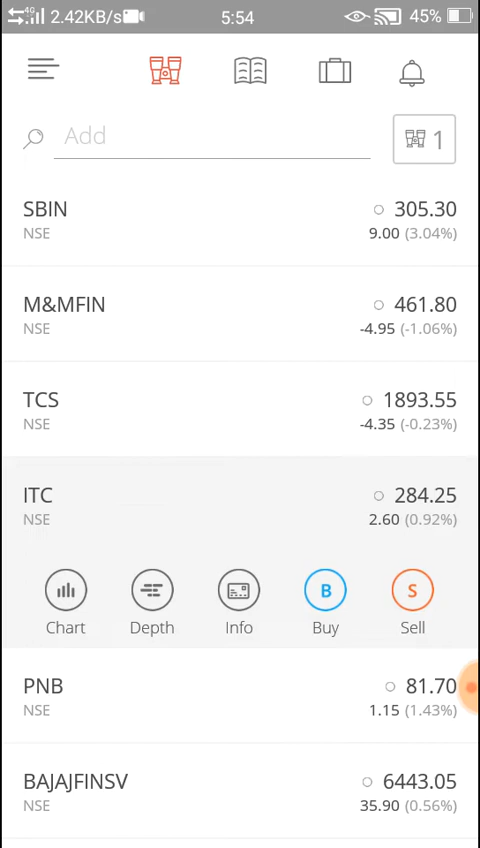 4G 2.42KB/s 5:54 45%
Add 1
SBIN 305.30
NSE 9.00 (3.04%)
M&MFIN 461.80
NSE -4.95 (-1.06%)
TCS 1893.55
NSE -4.35 (-0.23%)
ITC 284.25
NSE 2.60 (0.92%)
B S
Chart Depth Info Buy Sell
PNB 81.70
NSE 1.15 (1.43%)
BAJAJFINSV 6443.05
NSE 35.90 (0.56%)